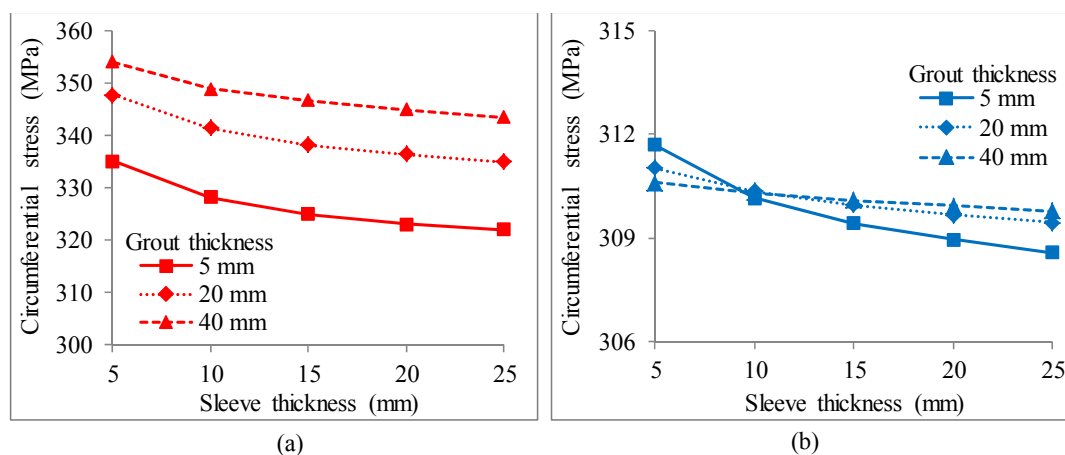 Circumferential stress (MPa)
360
350
340
330
320
310
300
Grout thickness
5 mm
20 mm
40 mm
5 10 15 20 25
Sleeve thickness (mm)
(a)
Circumferential stress (MPa)
315
312
309
306
Grout thickness
5 mm
20 mm
40 mm
5 10 15 20 25
Sleeve thickness (mm)
(b)